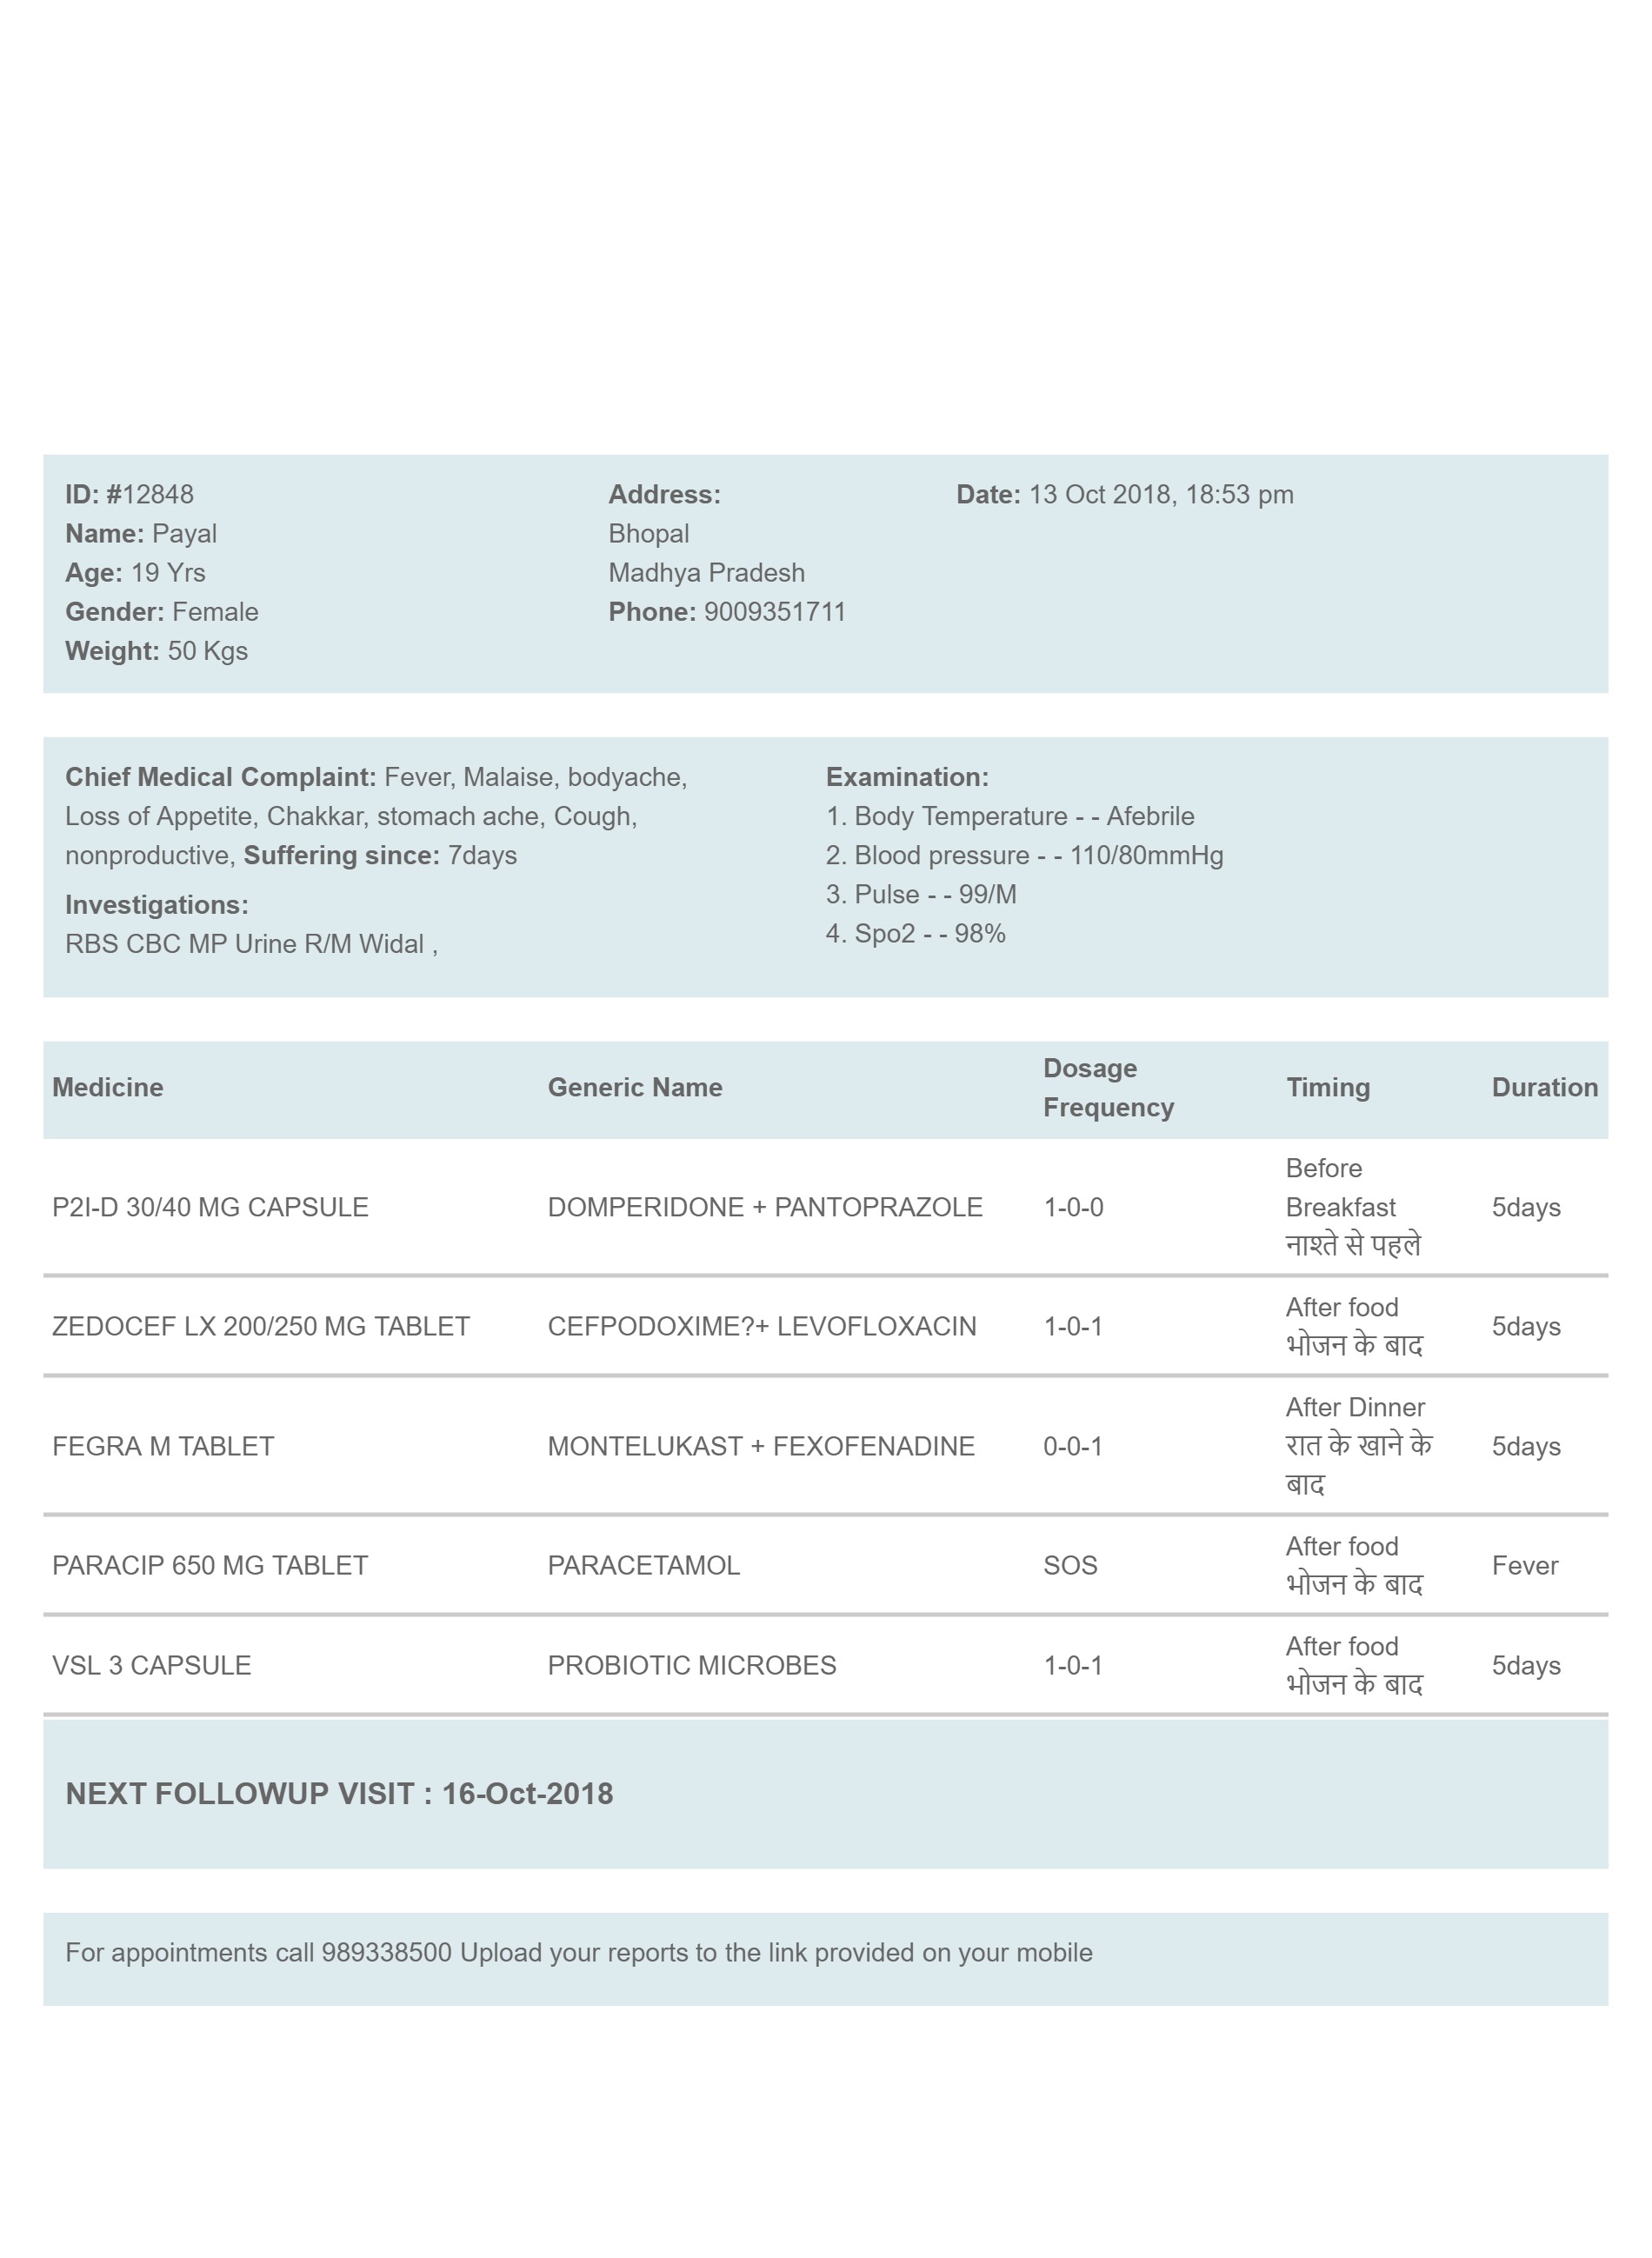 ID: #12848
Name: Payal
Age: 19 Yrs
Gender: Female
Weight: 50 Kgs
Address:
Bhopal
Madhya Pradesh
Phone: 9009351711
Date: 13 Oct 2018, 18:53 pm
Chief Medical Complaint: Fever, Malaise, bodyache,
Loss of Appetite, Chakkar, stomach ache, Cough,
nonproductive, Suffering since: 7days
Investigations:
RBS CBC MP Urine R/M Widal ,
Examination:
1. Body Temperature - - Afebrile
2. Blood pressure - - 110/80mmHg
3. Pulse - - 99/M
4. Spo2 - - 98%
Medicine Generic Name Dosage Frequency Timing Duration
P2I-D 30/40 MG CAPSULE DOMPERIDONE + PANTOPRAZOLE 1-0-0 Before Breakfast नाश्ते से पहले 5days
ZEDOCEF LX 200/250 MG TABLET CEFPODOXIME?+ LEVOFLOXACIN 1-0-1 After food भोजन के बाद 5days
FEGRA M TABLET MONTELUKAST + FEXOFENADINE 0-0-1 After Dinner रात के खाने के बाद 5days
PARACIP 650 MG TABLET PARACETAMOL SOS After food भोजन के बाद Fever
VSL 3 CAPSULE PROBIOTIC MICROBES 1-0-1 After food भोजन के बाद 5days
NEXT FOLLOWUP VISIT : 16-Oct-2018
For appointments call 989338500 Upload your reports to the link provided on your mobile